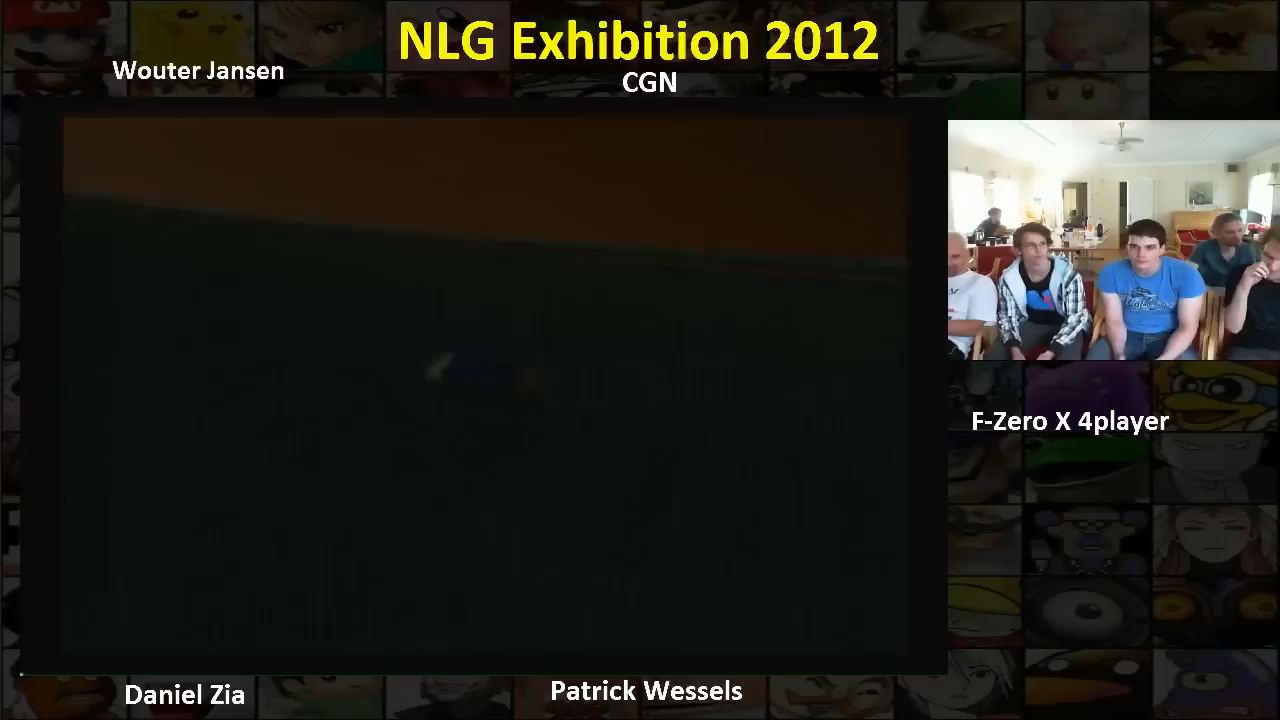 NLG Exhibition 2012
Wouter Jansen
CGN
F-Zero X 4player
Daniel Zia
Patrick Wessels